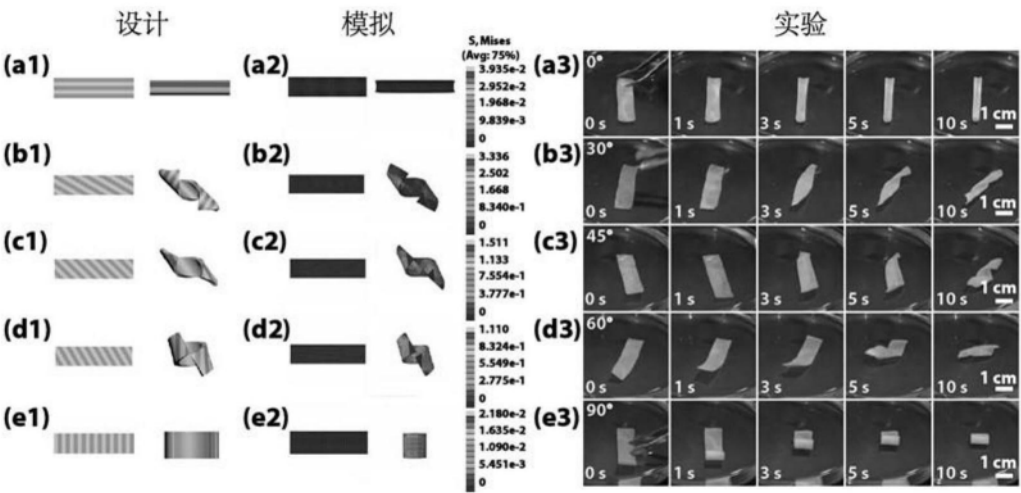 设计 模拟 实验
S, Mises
(Avg: 75%)
(a1) (a2) 3.935e-2 (a3) 0°
2.952e-2
1.968e-2
9.839e-3
0
0 s 1 s 3 s 5 s 10 s 1 cm
(b1) (b2) 3.336 (b3) 30°
2.502
1.668
8.340e-1
0
0 s 1 s 3 s 5 s 10 s 1 cm
(c1) (c2) 1.511 (c3) 45°
1.133
7.554e-1
3.777e-1
0
0 s 1 s 3 s 5 s 10 s 1 cm
(d1) (d2) 1.110 (d3) 60°
8.324e-1
5.549e-1
2.775e-1
0
0 s 1 s 3 s 5 s 10 s 1 cm
(e1) (e2) 2.180e-2 (e3) 90°
1.635e-2
1.090e-2
5.451e-3
0
0 s 1 s 3 s 5 s 10 s 1 cm